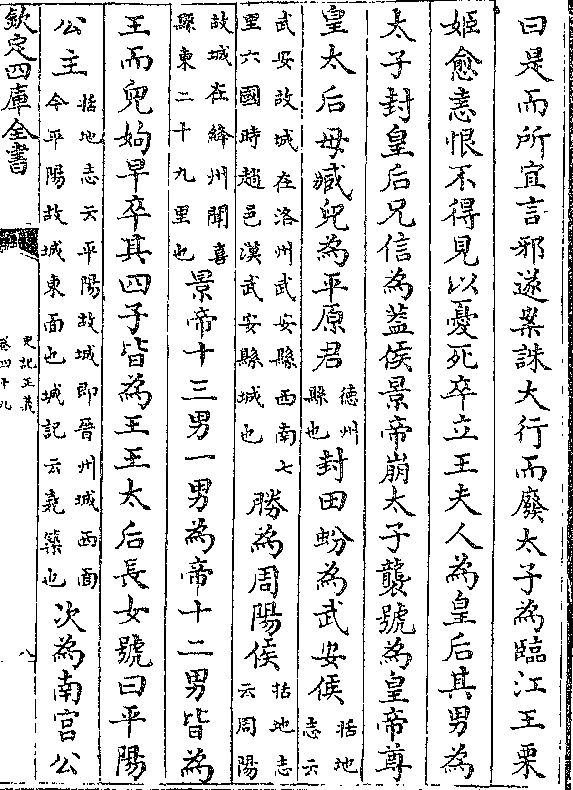 曰是而所宜言邪遂案誅大行而廢太子為臨江王栗
姬愈恚恨不得見以憂死卒立王夫人為皇后其男為
太子封皇后兄信為蓋侯景帝崩太子襲號為皇帝尊
皇太后母臧兒為平原君德州縣也封田蚡為武安侯括地志云
武安故城在洛州武安縣西南七里六國時趙邑漢武安縣城也勝為周陽侯括地志云周陽
故城在絳州聞喜縣東二十九里也景帝十三男一男為帝十二男皆為
王而兒姁早卒其四子皆為王王太后長女號曰平陽
公主括地志云平陽故城即晉州城西面今平陽故城東面也城記云堯築也次為南宮公
欽定四庫全書
史記正義
卷四十九
八